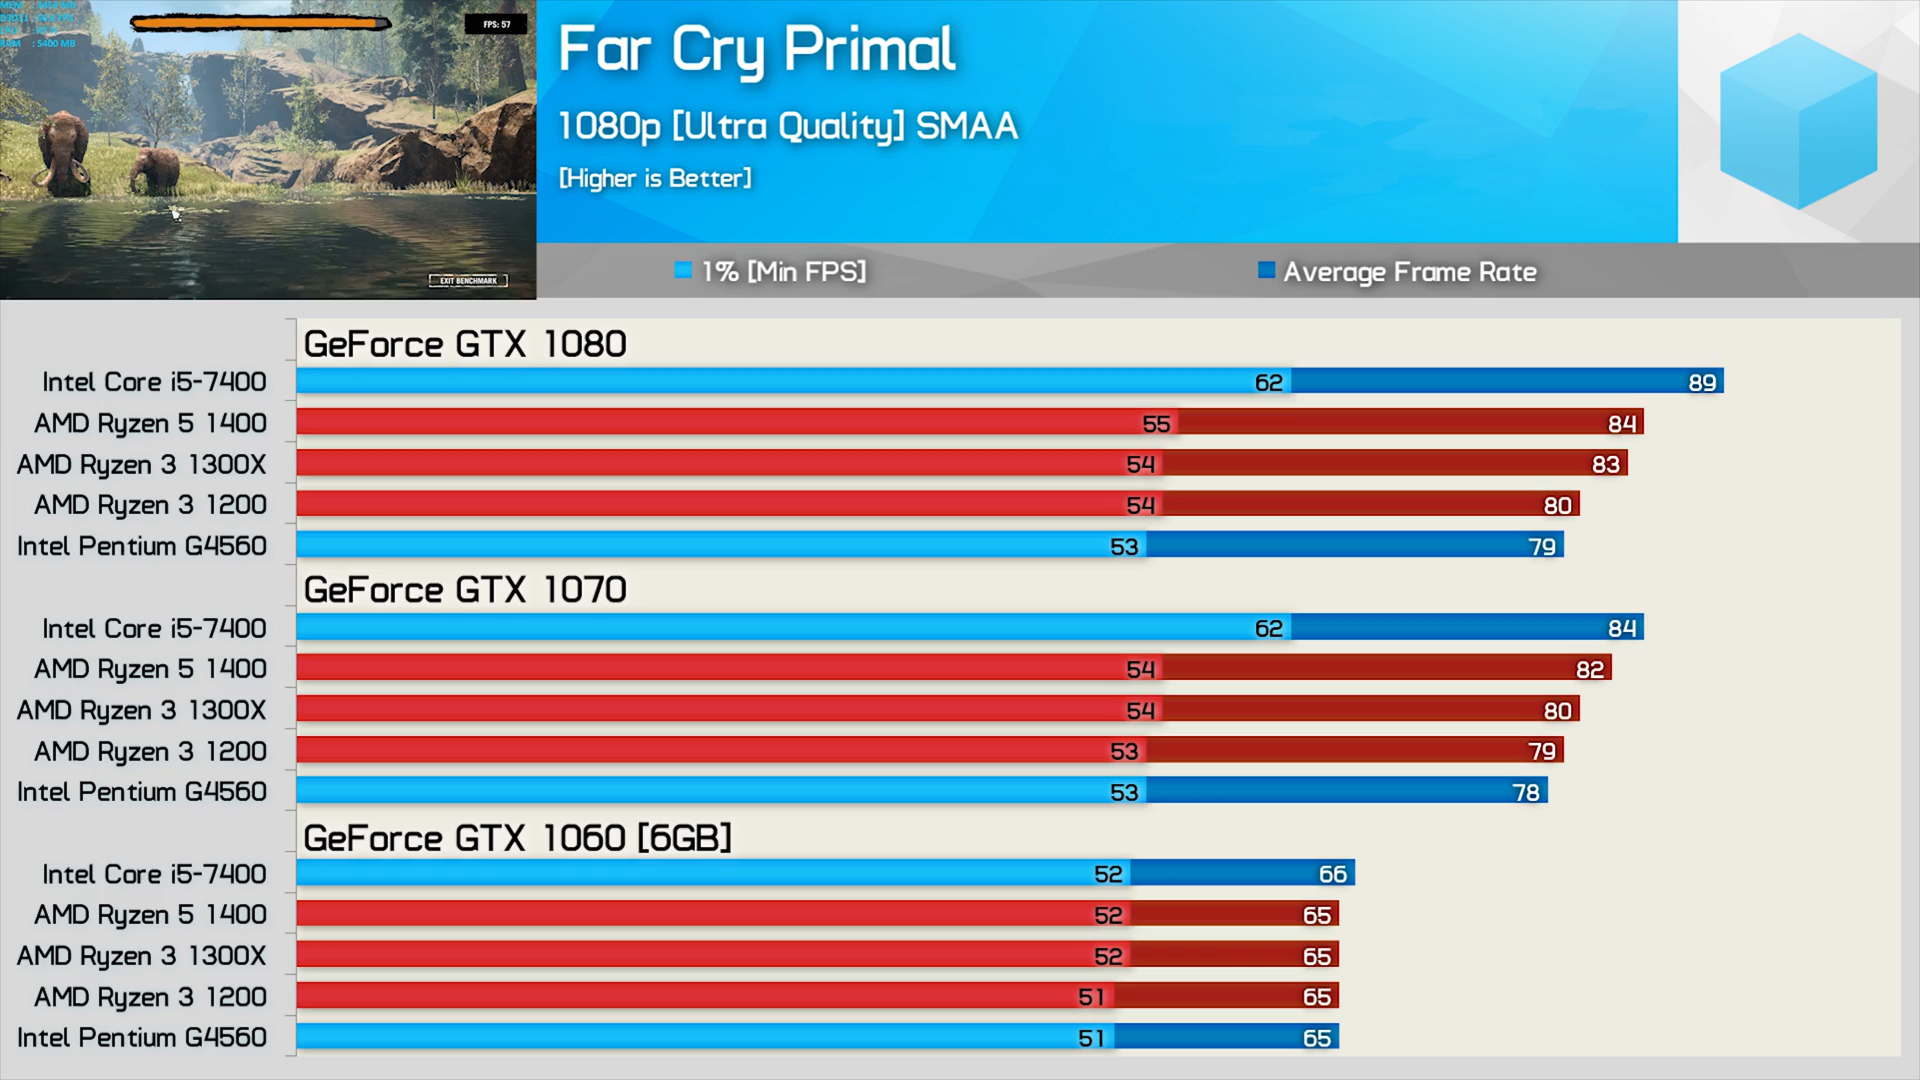 FPS: 57
RAM : 5400 MB
EXIT BENCHMARK
Far Cry Primal
1080p [Ultra Quality] SMAA
[Higher is Better]
1% [Min FPS]
Average Frame Rate
GeForce GTX 1080
Intel Core i5-7400 62 89
AMD Ryzen 5 1400 55 84
AMD Ryzen 3 1300X 54 83
AMD Ryzen 3 1200 54 80
Intel Pentium G4560 53 79
GeForce GTX 1070
Intel Core i5-7400 62 84
AMD Ryzen 5 1400 54 82
AMD Ryzen 3 1300X 54 80
AMD Ryzen 3 1200 53 79
Intel Pentium G4560 53 78
GeForce GTX 1060 [6GB]
Intel Core i5-7400 52 66
AMD Ryzen 5 1400 52 65
AMD Ryzen 3 1300X 52 65
AMD Ryzen 3 1200 51 65
Intel Pentium G4560 51 65